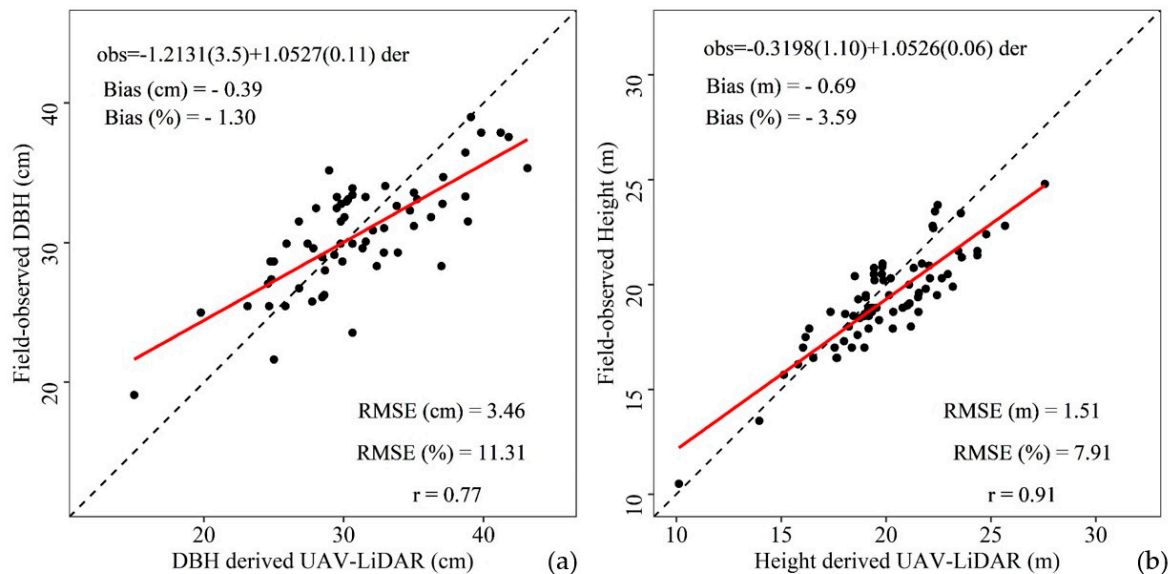 obs=-1.2131(3.5)+1.0527(0.11) der
Bias (cm) = - 0.39
Bias (%) = - 1.30
40
30
20
Field-observed DBH (cm)
RMSE (cm) = 3.46
RMSE (%) = 11.31
r = 0.77
20 30 40
DBH derived UAV-LiDAR (cm)
(a)
obs=-0.3198(1.10)+1.0526(0.06) der
Bias (m) = - 0.69
Bias (%) = - 3.59
30
25
20
15
10
Field-observed Height (m)
RMSE (m) = 1.51
RMSE (%) = 7.91
r = 0.91
10 15 20 25 30
Height derived UAV-LiDAR (m)
(b)